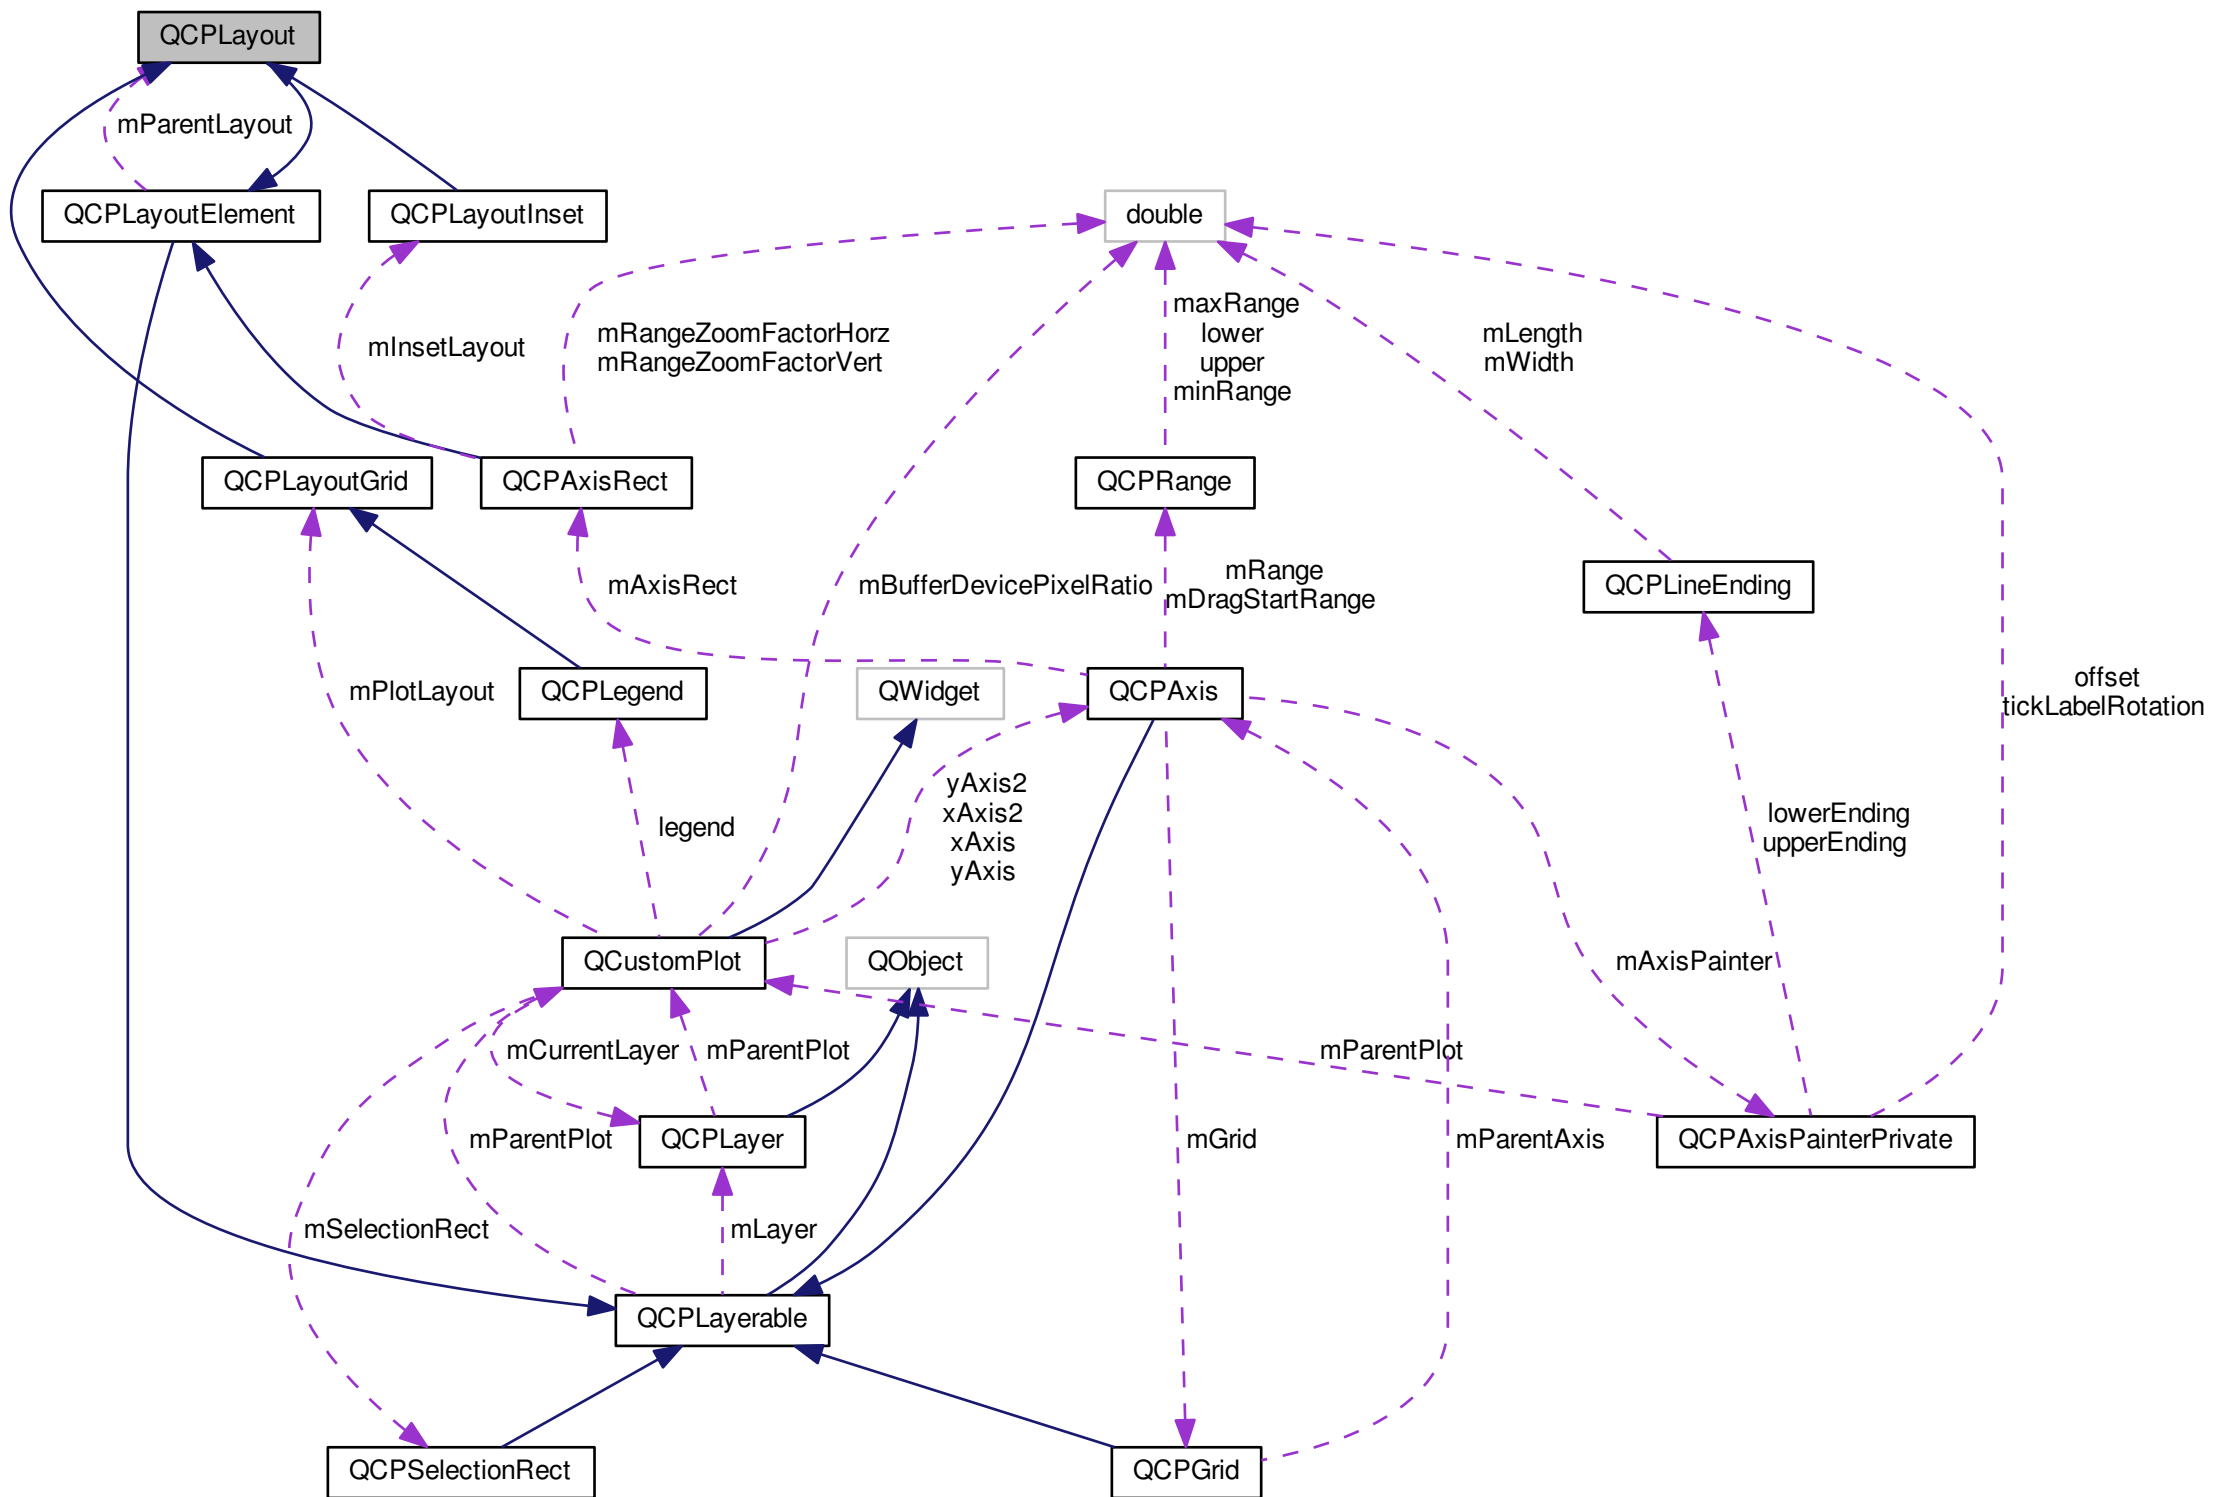 QCPLayout
mParentLayout
QCPLayoutElement
QCPLayoutInset
double
mInsetLayout
mRangeZoomFactorHorz
mRangeZoomFactorVert
maxRange
lower
upper
minRange
mLength
mWidth
QCPLayoutGrid
QCPAxisRect
QCPRange
mAxisRect
mBufferDevicePixelRatio
mRange
mDragStartRange
QCPLineEnding
mPlotLayout
QCPLegend
QWidget
QCPAxis
offset
tickLabelRotation
legend
yAxis2
xAxis2
xAxis
yAxis
lowerEnding
upperEnding
QCustomPlot
QObject
mAxisPainter
mCurrentLayer
mParentPlot
mParentPlot
mParentPlot
QCPLayer
mGrid
mParentAxis
QCPAxisPainterPrivate
mSelectionRect
mLayer
QCPLayerable
QCPSelectionRect
QCPGrid